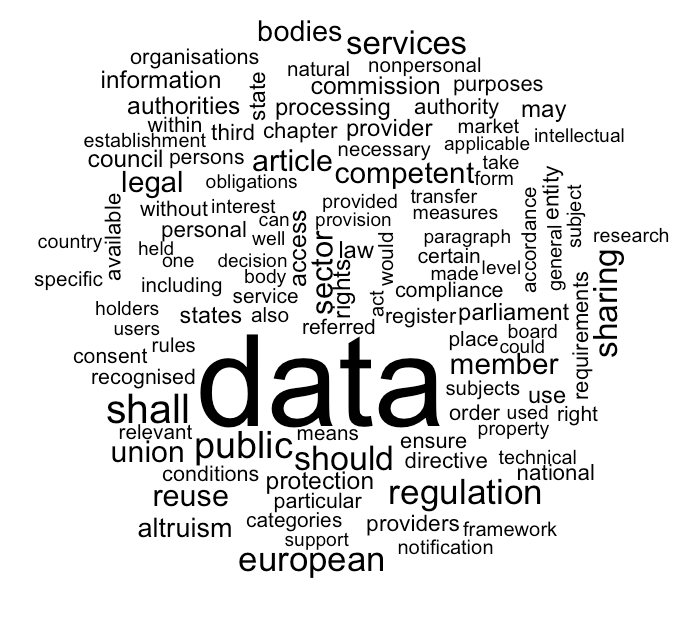 bodies
services
organisations
natural
nonpersonal
information
state
commission
purposes
authorities
processing
authority
may
within
third
chapter
provider
market
establishment
necessary
applicable
intellectual
council
persons
article
take
legal
obligations
competent
form
without
interest
provided
transfer
available
can
provision
measures
accordance
general
entity
subject
personal
access
country
held
well
sector
law
would
paragraph
research
one
decision
rights
certain
specific
body
made
level
including
service
act
compliance
requirements
sharing
holders
states
also
register
parliament
users
referred
place
board
rules
could
consent
data
member
recognised
subjects
use
shall
order
used
right
relevant
means
property
union
public
should
ensure
directive
technical
conditions
protection
national
reuse
particular
regulation
altruism
categories
providers
framework
support
notification
european